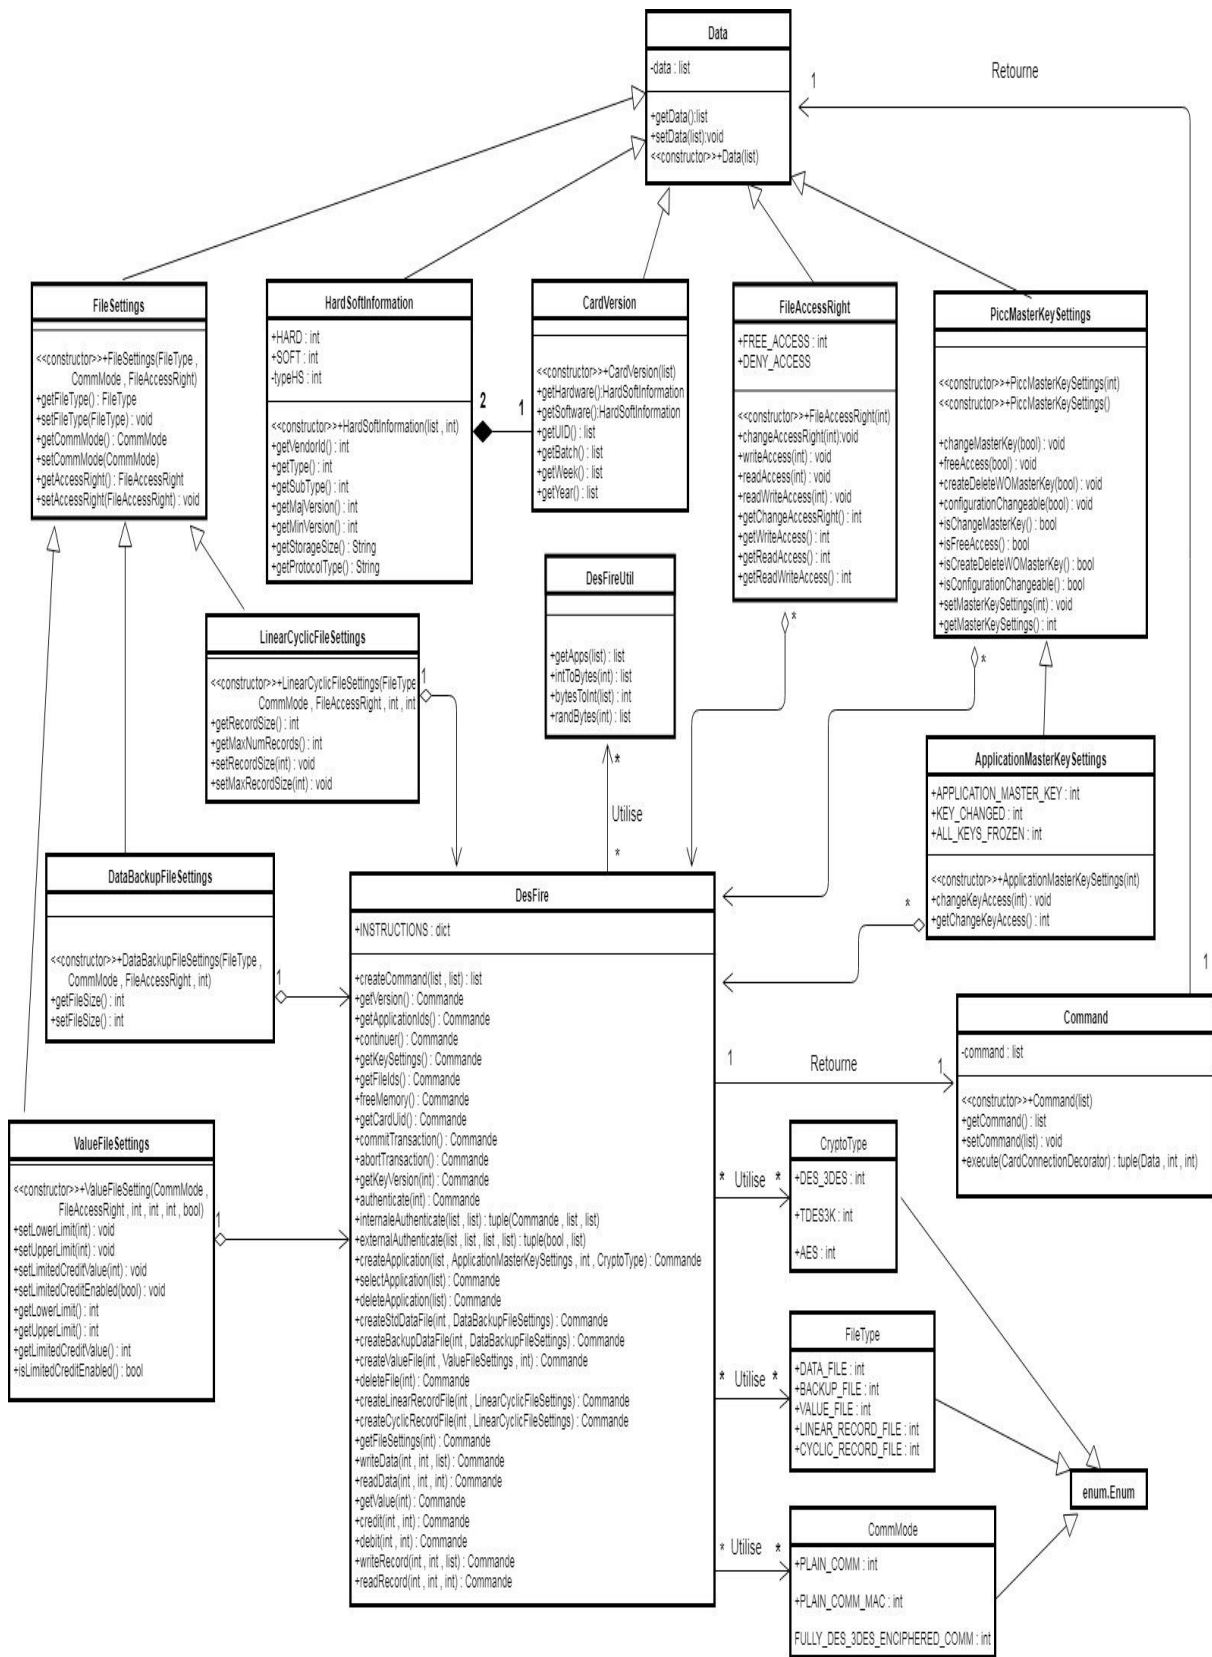 Data
-data : list
+getData():list
+setData(list):void
<<constructor>>+Data(list)
1
Retourne
FileSettings
<<constructor>>+FileSettings(FileType ,
CommMode , FileAccessRight)
+getFileType() : FileType
+setFileType(FileType) : void
+getCommMode() : CommMode
+setCommMode(CommMode)
+getAccessRight() : FileAccessRight
+setAccessRight(FileAccessRight) : void
HardSoftInformation
+HARD : int
+SOFT : int
-typeHS : int
<<constructor>>+HardSoftInformation(list , int)
+getVendorId() : int
+getType() : int
+getSubType() : int
+getMajVersion() : int
+getMinVersion() : int
+getStorageSize() : String
+getProtocolType() : String
2
1
CardVersion
<<constructor>>+CardVersion(list)
+getHardware():HardSoftInformation
+getSoftware():HardSoftInformation
+getUID() : list
+getBatch() : list
+getWeek() : list
+getYear() : list
FileAccessRight
+FREE_ACCESS : int
+DENY_ACCESS
<<constructor>>+FileAccessRight(int)
+changeAccessRight(int):void
+writeAccess(int) : void
+readAccess(int) : void
+readWriteAccess(int) : void
+getChangeAccessRight() : int
+getWriteAccess() : int
+getReadAccess() : int
+getReadWriteAccess() : int
*
PiccMasterKeySettings
<<constructor>>+PiccMasterKeySettings(int)
<<constructor>>+PiccMasterKeySettings()
+changeMasterKey(bool) : void
+freeAccess(bool) : void
+createDeleteWOMasterKey(bool) : void
+configurationChangeable(bool) : void
+isChangeMasterKey() : bool
+isFreeAccess() : bool
+isCreateDeleteWOMasterKey() : bool
+isConfigurationChangeable() : bool
+setMasterKeySettings(int) : void
+getMasterKeySettings() : int
*
DesFireUtil
+getApps(list) : list
+intToBytes(int) : list
+bytesToInt(list) : int
+randBytes(int) : list
*
Utilise
*
LinearCyclicFileSettings
<<constructor>>+LinearCyclicFileSettings(FileType
CommMode , FileAccessRight , int , int
+getRecordSize() : int
+getMaxNumRecords() : int
+setRecordSize(int) : void
+setMaxRecordSize(int) : void
1
ApplicationMasterKeySettings
+APPLICATION_MASTER_KEY : int
+KEY_CHANGED : int
+ALL_KEYS_FROZEN : int
<<constructor>>+ApplicationMasterKeySettings(int)
+changeKeyAccess(int) : void
+getChangeKeyAccess() : int
*
DataBackupFileSettings
<<constructor>>+DataBackupFileSettings(FileType ,
CommMode , FileAccessRight , int)
+getFileSize() : int
+setFileSize() : int
1
DesFire
+INSTRUCTIONS : dict
+createCommand(list , list) : list
+getVersion() : Commande
+getApplicationIds() : Commande
+continuer() : Commande
+getKeySettings() : Commande
+getFileIds() : Commande
+freeMemory() : Commande
+getCardUid() : Commande
+commitTransaction() : Commande
+abortTransaction() : Commande
+getKeyVersion(int) : Commande
+authenticate(int) : Commande
+internaleAuthenticate(list , list) : tuple(Commande , list , list)
+externalAuthenticate(list , list , list , list) : tuple(bool , list)
+createApplication(list , ApplicationMasterKeySettings , int , CryptoType) : Commande
+selectApplication(list) : Commande
+deleteApplication(list) : Commande
+createStdDataFile(int , DataBackupFileSettings) : Commande
+createBackupDataFile(int , DataBackupFileSettings) : Commande
+createValueFile(int , ValueFileSettings , int) : Commande
+deleteFile(int) : Commande
+createLinearRecordFile(int , LinearCyclicFileSettings) : Commande
+createCyclicRecordFile(int , LinearCyclicFileSettings) : Commande
+getFileSettings(int) : Commande
+writeData(int , int , list) : Commande
+readData(int , int , int) : Commande
+getValue(int) : Commande
+credit(int , int) : Commande
+debit(int , int) : Commande
+writeRecord(int , int , list) : Commande
+readRecord(int , int , int) : Commande
1
Command
-command : list
<<constructor>>+Command(list)
+getCommand() : list
+setCommand(list) : void
+execute(CardConnectionDecorator) : tuple(Data , int , int)
1 Retourne 1
ValueFileSettings
<<constructor>>+ValueFileSetting(CommMode ,
FileAccessRight , int , int , int , bool)
+setLowerLimit(int) : void
+setUpperLimit(int) : void
+setLimitedCreditValue(int) : void
+setLimitedCreditEnabled(bool) : void
+getLowerLimit() : int
+getUpperLimit() : int
+getLimitedCreditValue() : int
+isLimitedCreditEnabled() : bool
1
CryptoType
+DES_3DES : int
+TDES3K : int
+AES : int
* Utilise *
FileType
+DATA_FILE : int
+BACKUP_FILE : int
+VALUE_FILE : int
+LINEAR_RECORD_FILE : int
+CYCLIC_RECORD_FILE : int
* Utilise *
enum.Enum
CommMode
+PLAIN_COMM : int
+PLAIN_COMM_MAC : int
FULLY_DES_3DES_ENCIPHERED_COMM : int
* Utilise *